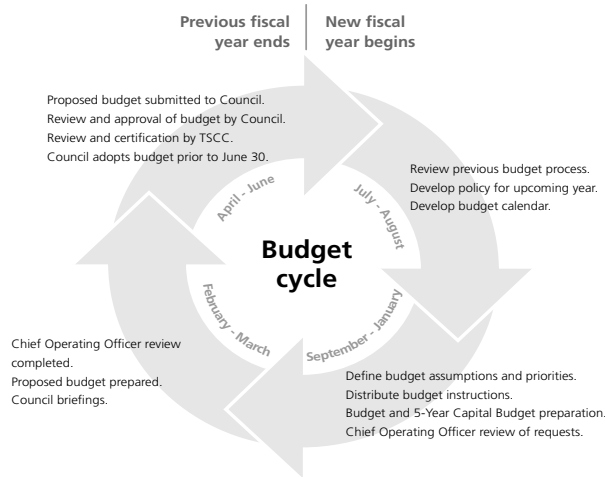 Previous fiscal
year ends
New fiscal
year begins
Proposed budget submitted to Council.
Review and approval of budget by Council.
Review and certification by TSCC.
Council adopts budget prior to June 30.
April - June
July - August
Review previous budget process.
Develop policy for upcoming year.
Develop budget calendar.
Budget
cycle
February - March
September - January
Chief Operating Officer review
completed.
Proposed budget prepared.
Council briefings.
Define budget assumptions and priorities.
Distribute budget instructions.
Budget and 5-Year Capital Budget preparation.
Chief Operating Officer review of requests.